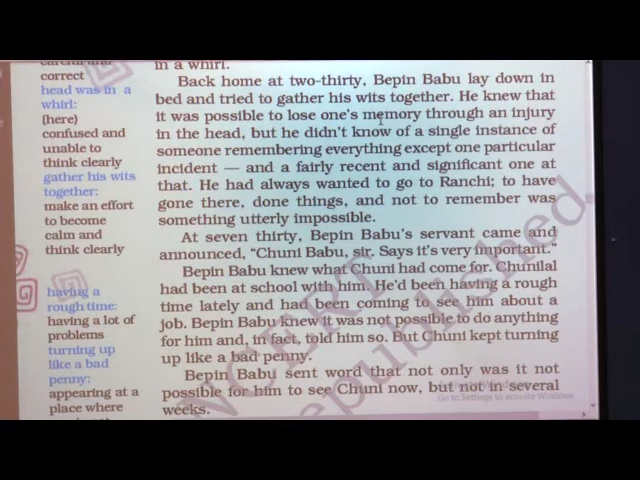 careful and
correct
head was in a
whirl:
(here)
confused and
unable to
think clearly
gather his wits
together:
make an effort
to become
calm and
think clearly
having a
rough time:
having a lot of
problems
turning up
like a bad
penny:
appearing at a
place where
in a whirl.
Back home at two-thirty, Bepin Babu lay down in
bed and tried to gather his wits together. He knew that
it was possible to lose one's memory through an injury
in the head, but he didn't know of a single instance of
someone remembering everything except one particular
incident — and a fairly recent and significant one at
that. He had always wanted to go to Ranchi; to have
gone there, done things, and not to remember was
something utterly impossible.
At seven thirty, Bepin Babu's servant came and
announced, “Chuni Babu, sir. Says it's very important.”
Bepin Babu knew what Chuni had come for. Chunilal
had been at school with him. He'd been having a rough
time lately and had been coming to see him about a
job. Bepin Babu knew it was not possible to do anything
for him and, in fact, told him so. But Chuni kept turning
up like a bad penny.
Bepin Babu sent word that not only was it not
possible for him to see Chuni now, but not in several
weeks.
NCERT
republished
Go to Settings to activate Windows.